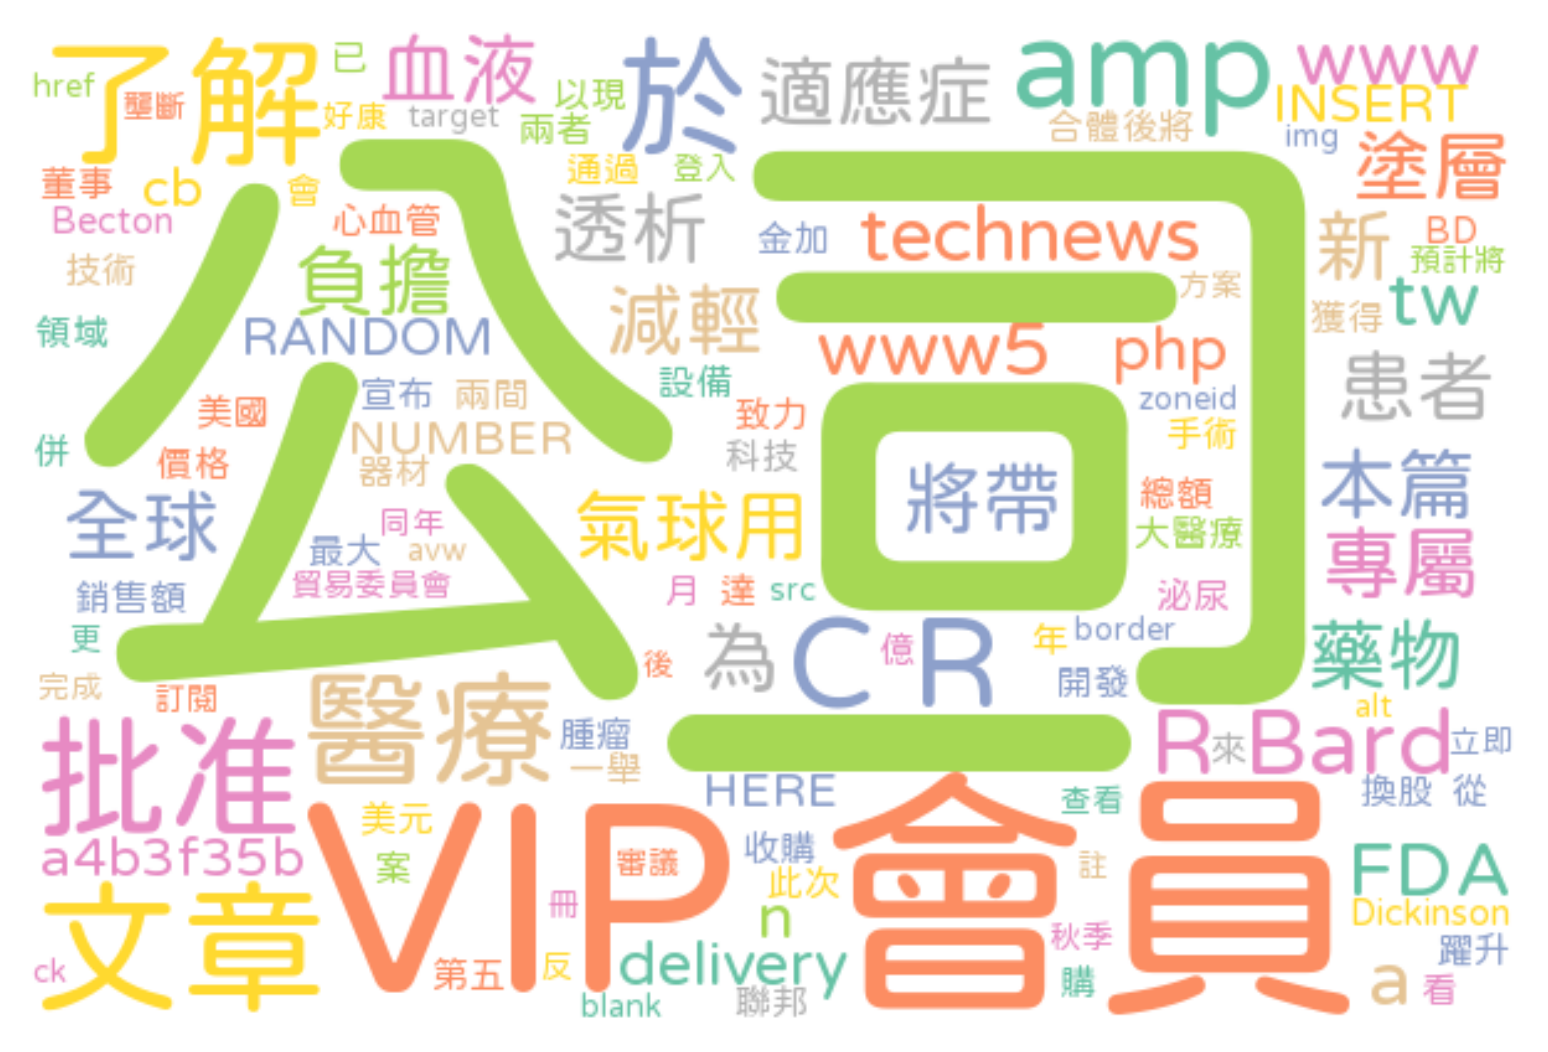 了解 已 血液 以現 於 適應症 amp www
href 壟斷 好康 target 兩者 合體後將 INSERT img
董事 cb 會 通過 登入 塗層
Becton 心血管 透析 金加 technews 新 BD
技術 負擔 預計將
領域 RANDOM 減輕 方案 獲得 tw
公司
www5 php
美國 宣布 兩間 設備 致力 zoneid 患者
併 價格 NUMBER 器材 科技 手術
全球 同年 氣球用 將帶 總額 本篇
最大 avw 大醫療 專屬
銷售額 貿易委員會 月 達 src 泌尿
更 後 為 C R 億 年 border 藥物
完成 訂閱 開發 alt
批准 醫療 腫瘤 一舉 R 來 Bard 立即
HERE 查看 換股 從
a4b3f35b 美元 VIP 會員
案 審議 收購 註 FDA
文章 冊 此次 n Dickinson
ck 第五 反 delivery 秋季 躍升
blank 聯邦 購 a 看